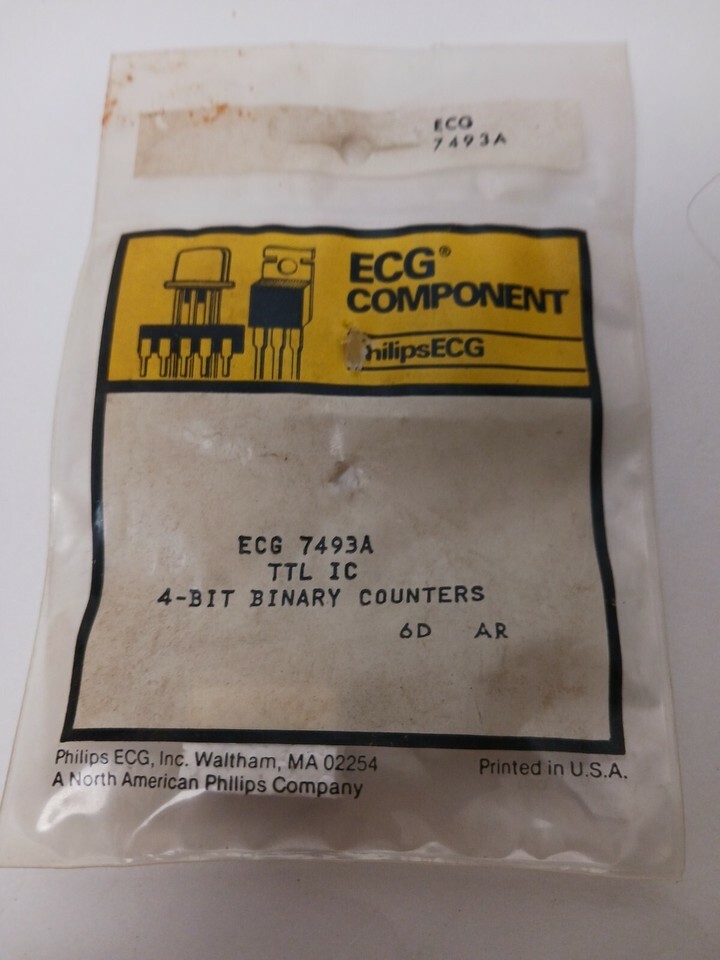 ECG
7493A
ECG®
COMPONENT
hilipsECG
ECG 7493A
TTL IC
4-BIT BINARY COUNTERS
6D AR
Philips ECG, Inc. Waltham, MA 02254
A North American Philips Company
Printed in U.S.A.